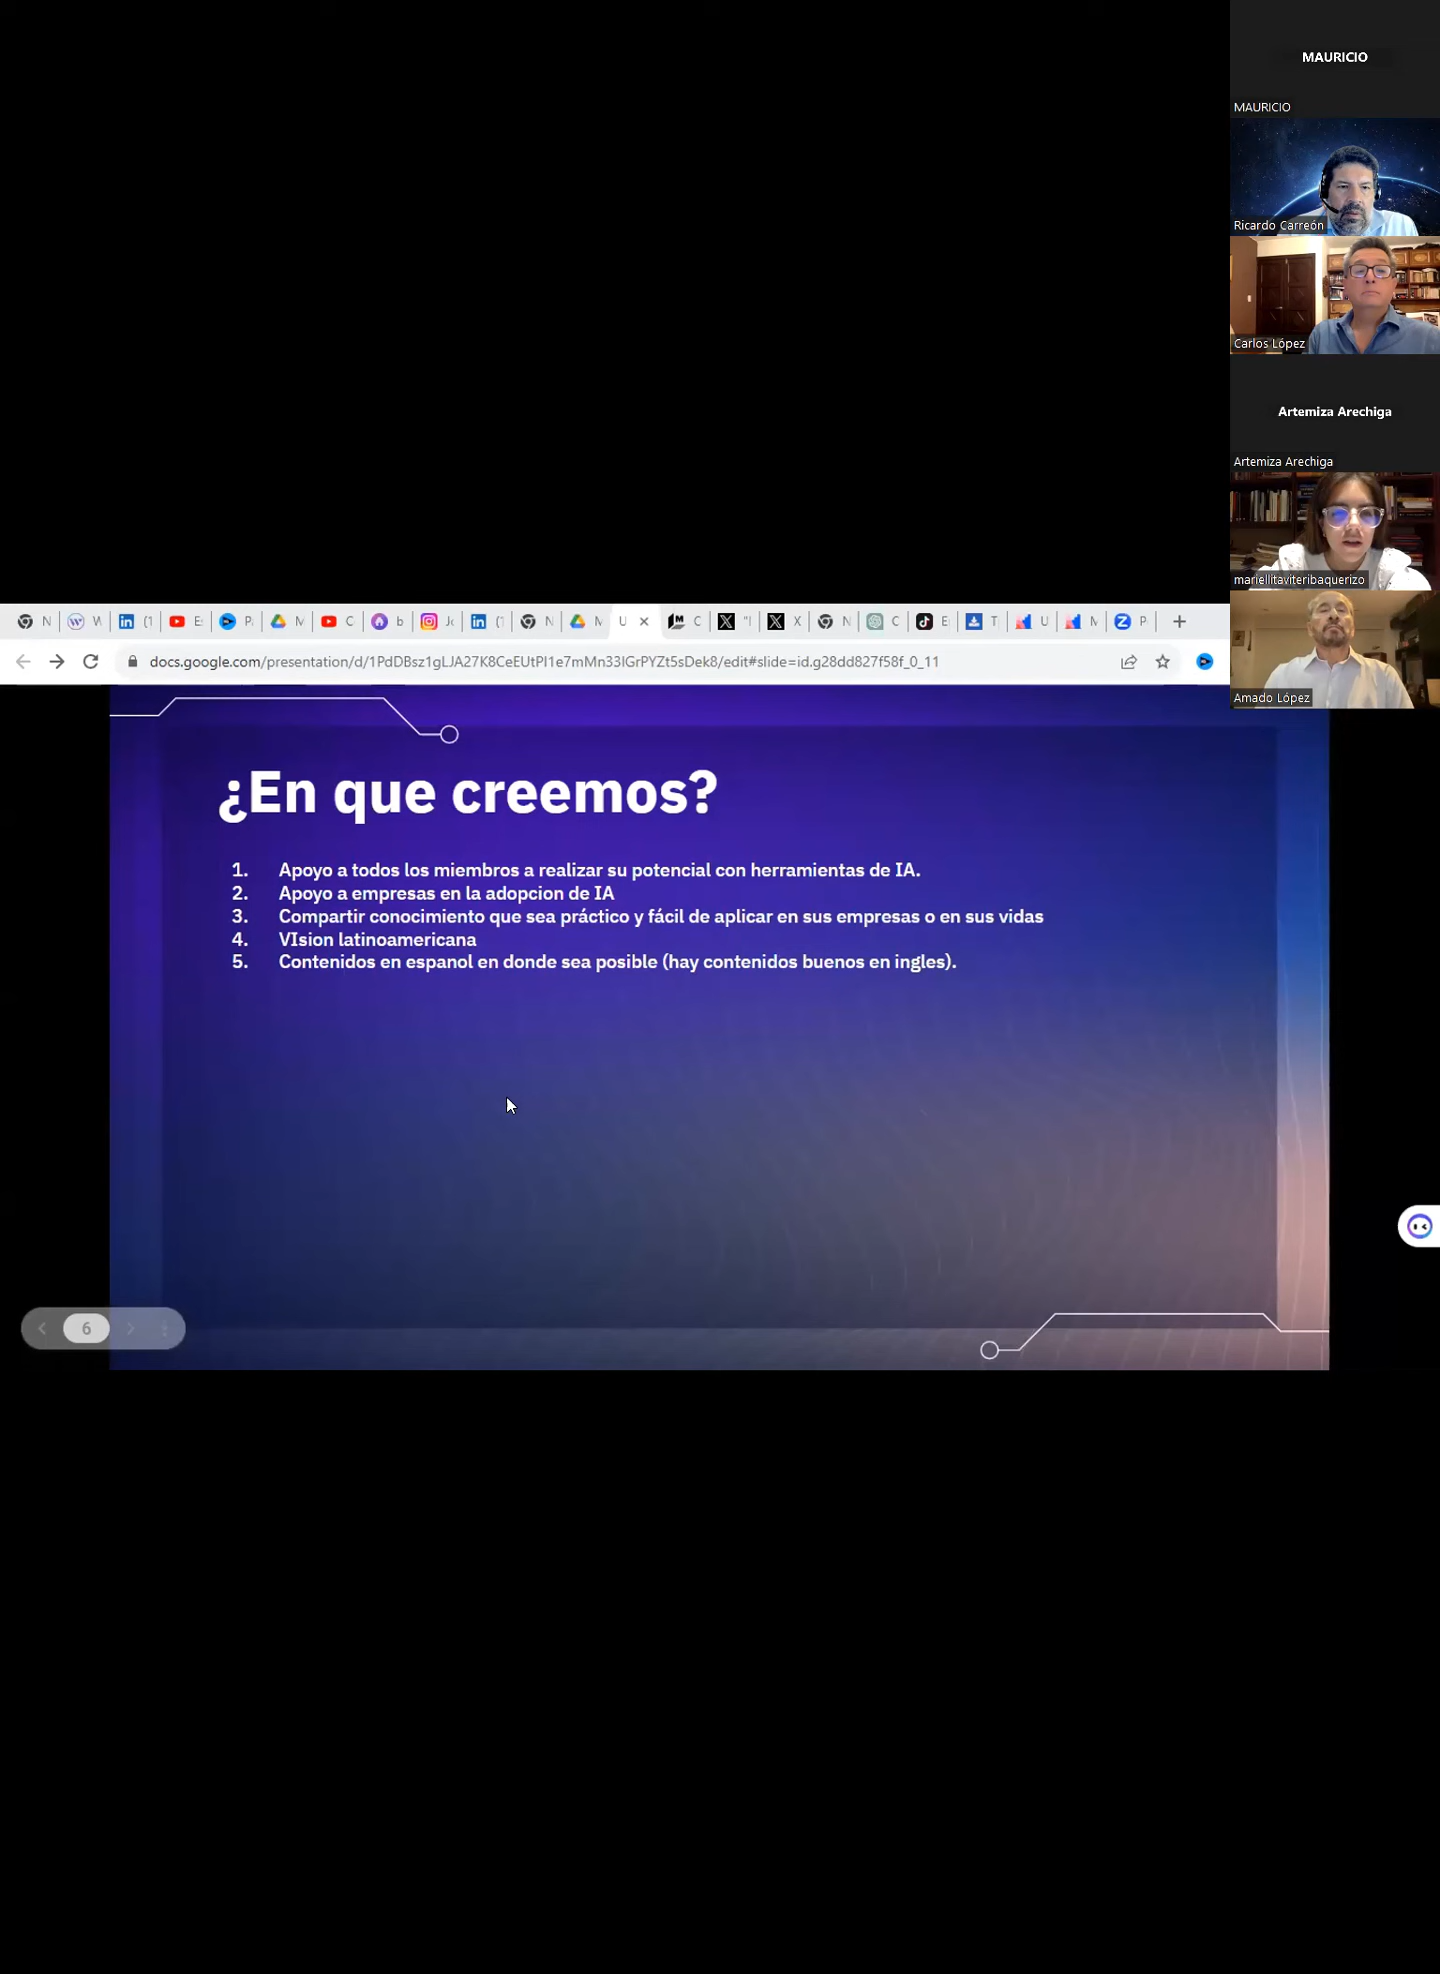 MAURICIO
MAURICIO
Ricardo Carreón
Carlos López
Artemiza Arechiga
Artemiza Arechiga
mariellitaviteribaquerizo
Amado López
N W (1 E P M C b Jc ( N M U C "I X N C E T U M P
docs.google.com/presentation/d/1PdDBsz1gLJA27K8CeEUtPI1e7mMn33IGrPYZt5sDek8/edit#slide=id.g28dd827f58f_0_11
¿En que creemos?
1. Apoyo a todos los miembros a realizar su potencial con herramientas de IA.
2. Apoyo a empresas en la adopcion de IA
3. Compartir conocimiento que sea práctico y fácil de aplicar en sus empresas o en sus vidas
4. VIsion latinoamericana
5. Contenidos en espanol en donde sea posible (hay contenidos buenos en ingles).
6